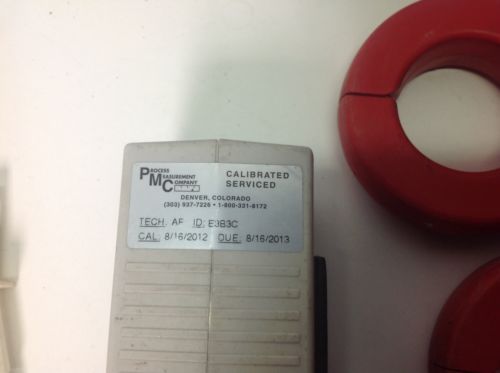 PROCESS
MEASUREMENT
COMPANY
CALIBRATED
SERVICED
DENVER, COLORADO
(303) 937-7226 • 1-800-331-8172
TECH. AF ID: E3B3C
CAL: 8/16/2012 DUE: 8/16/2013